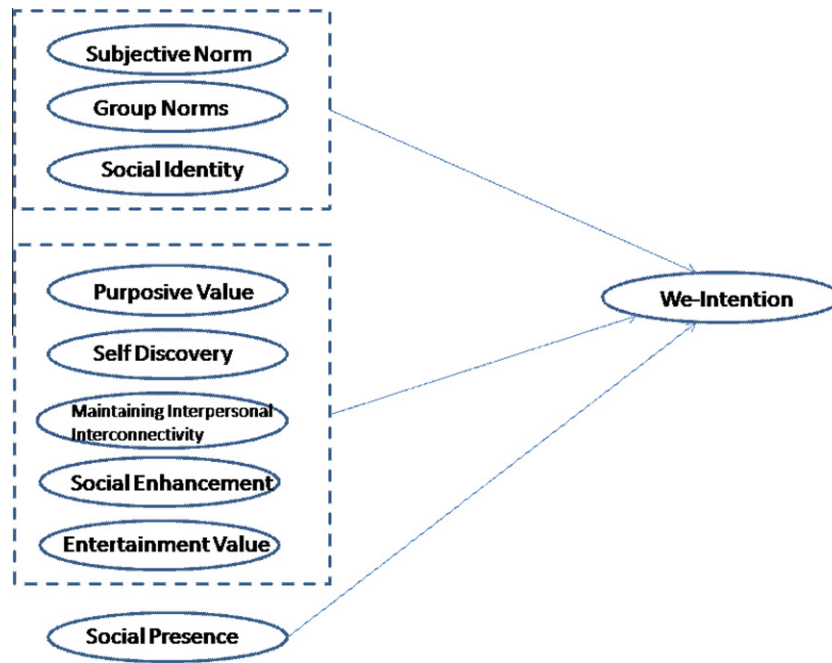 Subjective Norm
Group Norms
Social Identity
Purposive Value
Self Discovery
Maintaining Interpersonal
Interconnectivity
Social Enhancement
Entertainment Value
Social Presence
We-Intention